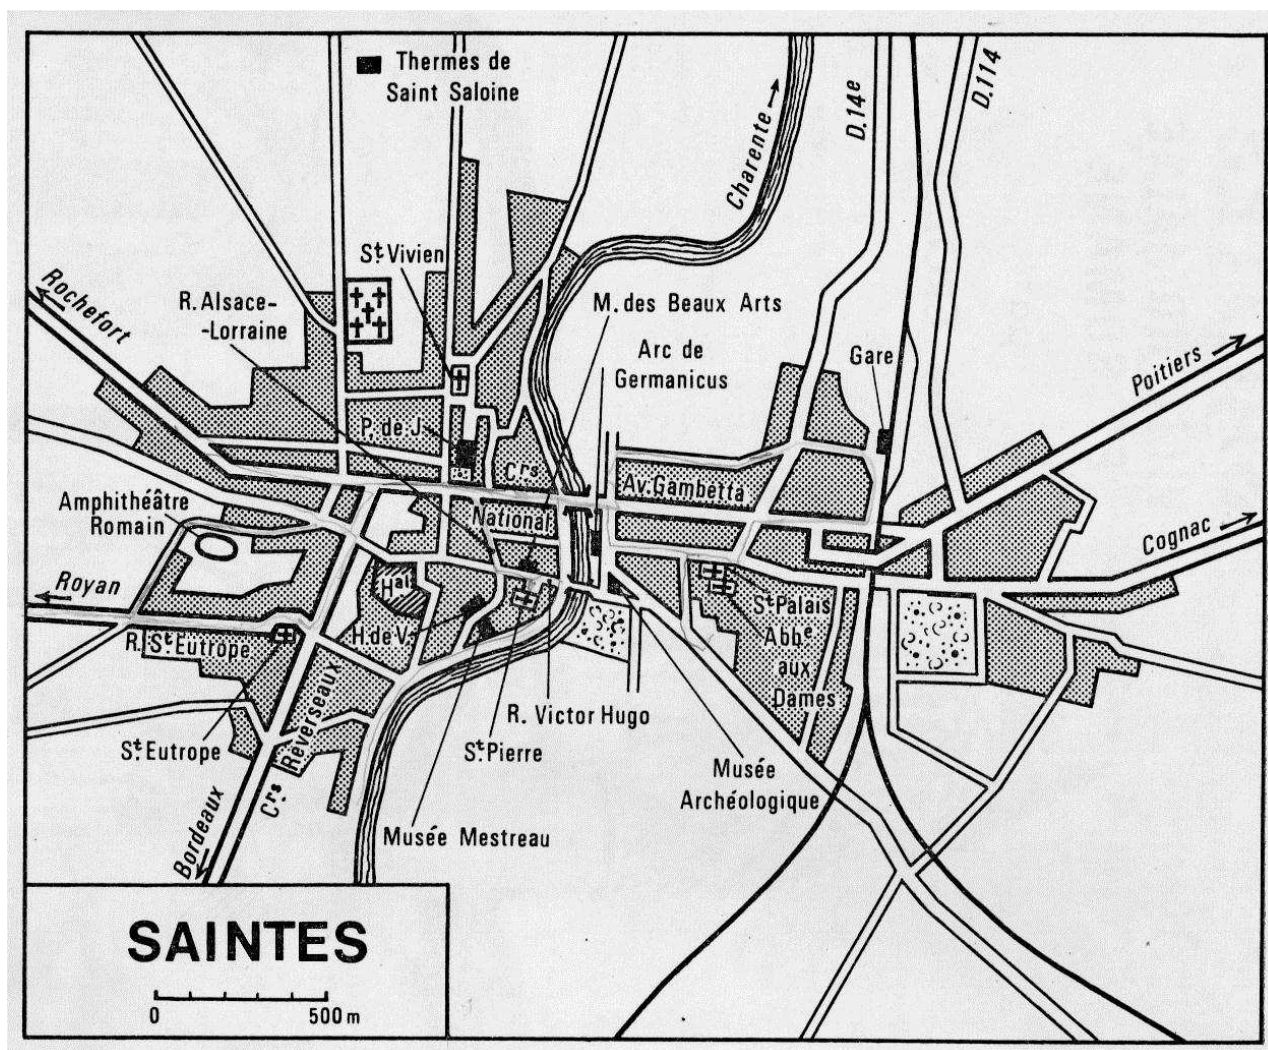 Thermes de
Saint Saloine
Charente
D.14e
D.114
St. Vivien
Rochefort
R. Alsace-
-Lorraine
M. des Beaux Arts
Arc de
Germanicus
Gare
Poitiers
P. de J.
Crs
National
Av. Gambetta
Amphithéâtre
Romain
Cognac
Royan
Hal
H. de V.
St. Palais
Abbe
aux
Dames
R. St. Eutrope
St. Eutrope
Crs Reverseaux
R. Victor Hugo
St. Pierre
Musée
Archéologique
Musée Mestreau
Bordeaux
SAINTES
0 500 m